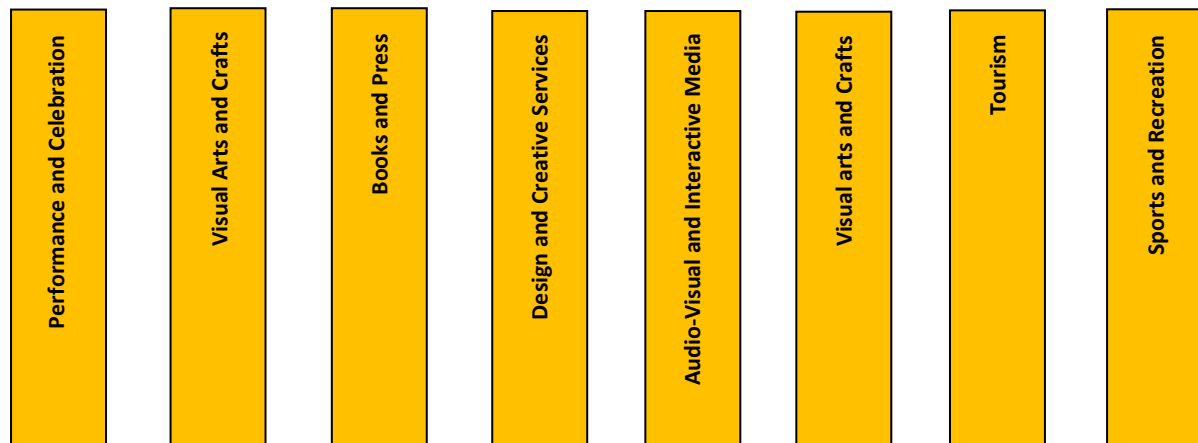 Performance and Celebration
Visual Arts and Crafts
Books and Press
Design and Creative Services
Audio-Visual and Interactive Media
Visual arts and Crafts
Tourism
Sports and Recreation